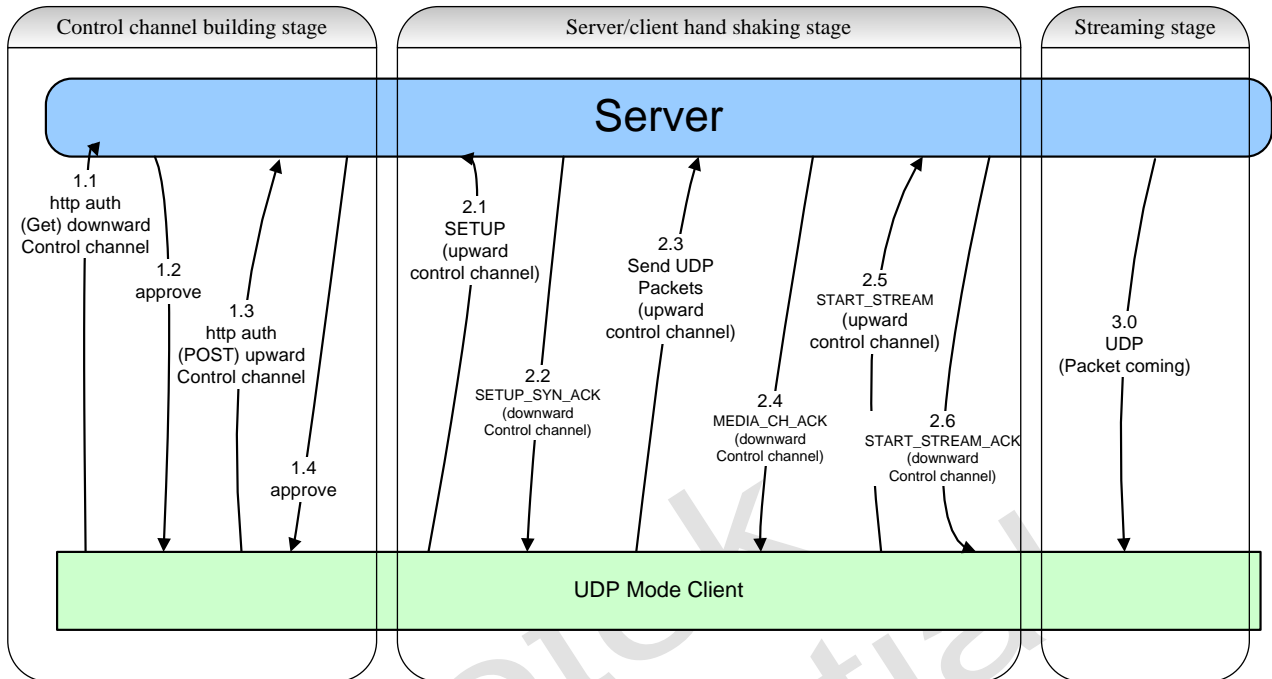 Control channel building stage
Server/client hand shaking stage
Streaming stage
Server
1.1
http auth
(Get) downward
Control channel
1.2
approve
1.3
http auth
(POST) upward
Control channel
1.4
approve
2.1
SETUP
(upward
control channel)
2.2
SETUP_SYN_ACK
(downward
Control channel)
2.3
Send UDP
Packets
(upward
control channel)
2.4
MEDIA_CH_ACK
(downward
Control channel)
2.5
START_STREAM
(upward
control channel)
2.6
START_STREAM_ACK
(downward
Control channel)
3.0
UDP
(Packet coming)
UDP Mode Client